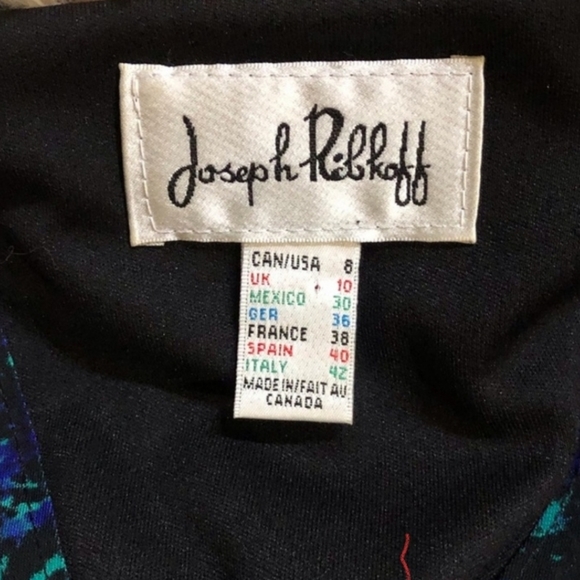 Joseph Ribkoff
CAN/USA 8
UK 10
MEXICO 30
GER 36
FRANCE 38
SPAIN 40
ITALY 42
MADE IN/FAIT AU
CANADA